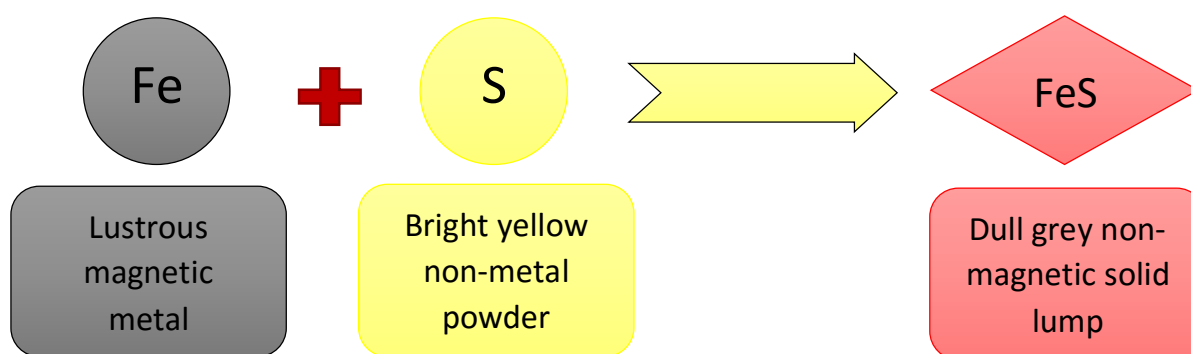 Fe
S
FeS
Lustrous
magnetic
metal
Bright yellow
non-metal
powder
Dull grey non-
magnetic solid
lump